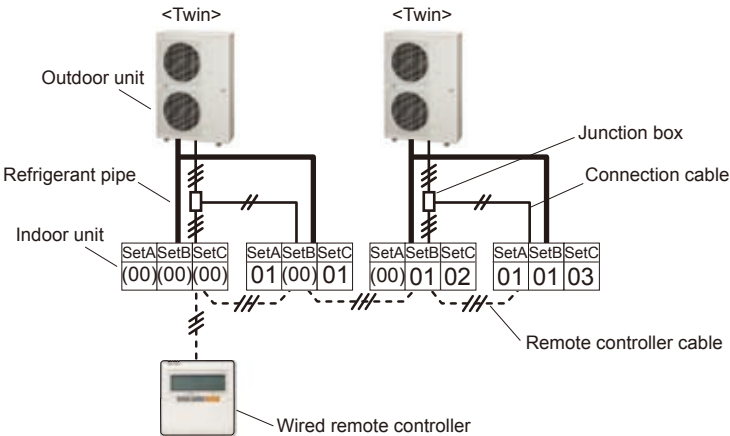 <Twin>
<Twin>
Outdoor unit
Junction box
Refrigerant pipe
Connection cable
Indoor unit
SetA SetB SetC
(00) (00) (00)
SetA SetB SetC
01 (00) 01
SetA SetB SetC
(00) 01 02
SetA SetB SetC
01 01 03
Remote controller cable
Wired remote controller